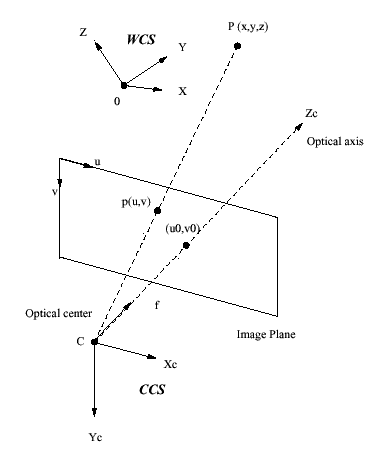 P (x,y,z)
WCS
Z
Y
X
0
Zc
Optical axis
u
v
p(u,v)
(u0,v0)
Optical center
f
Image Plane
C
Xc
CCS
Yc